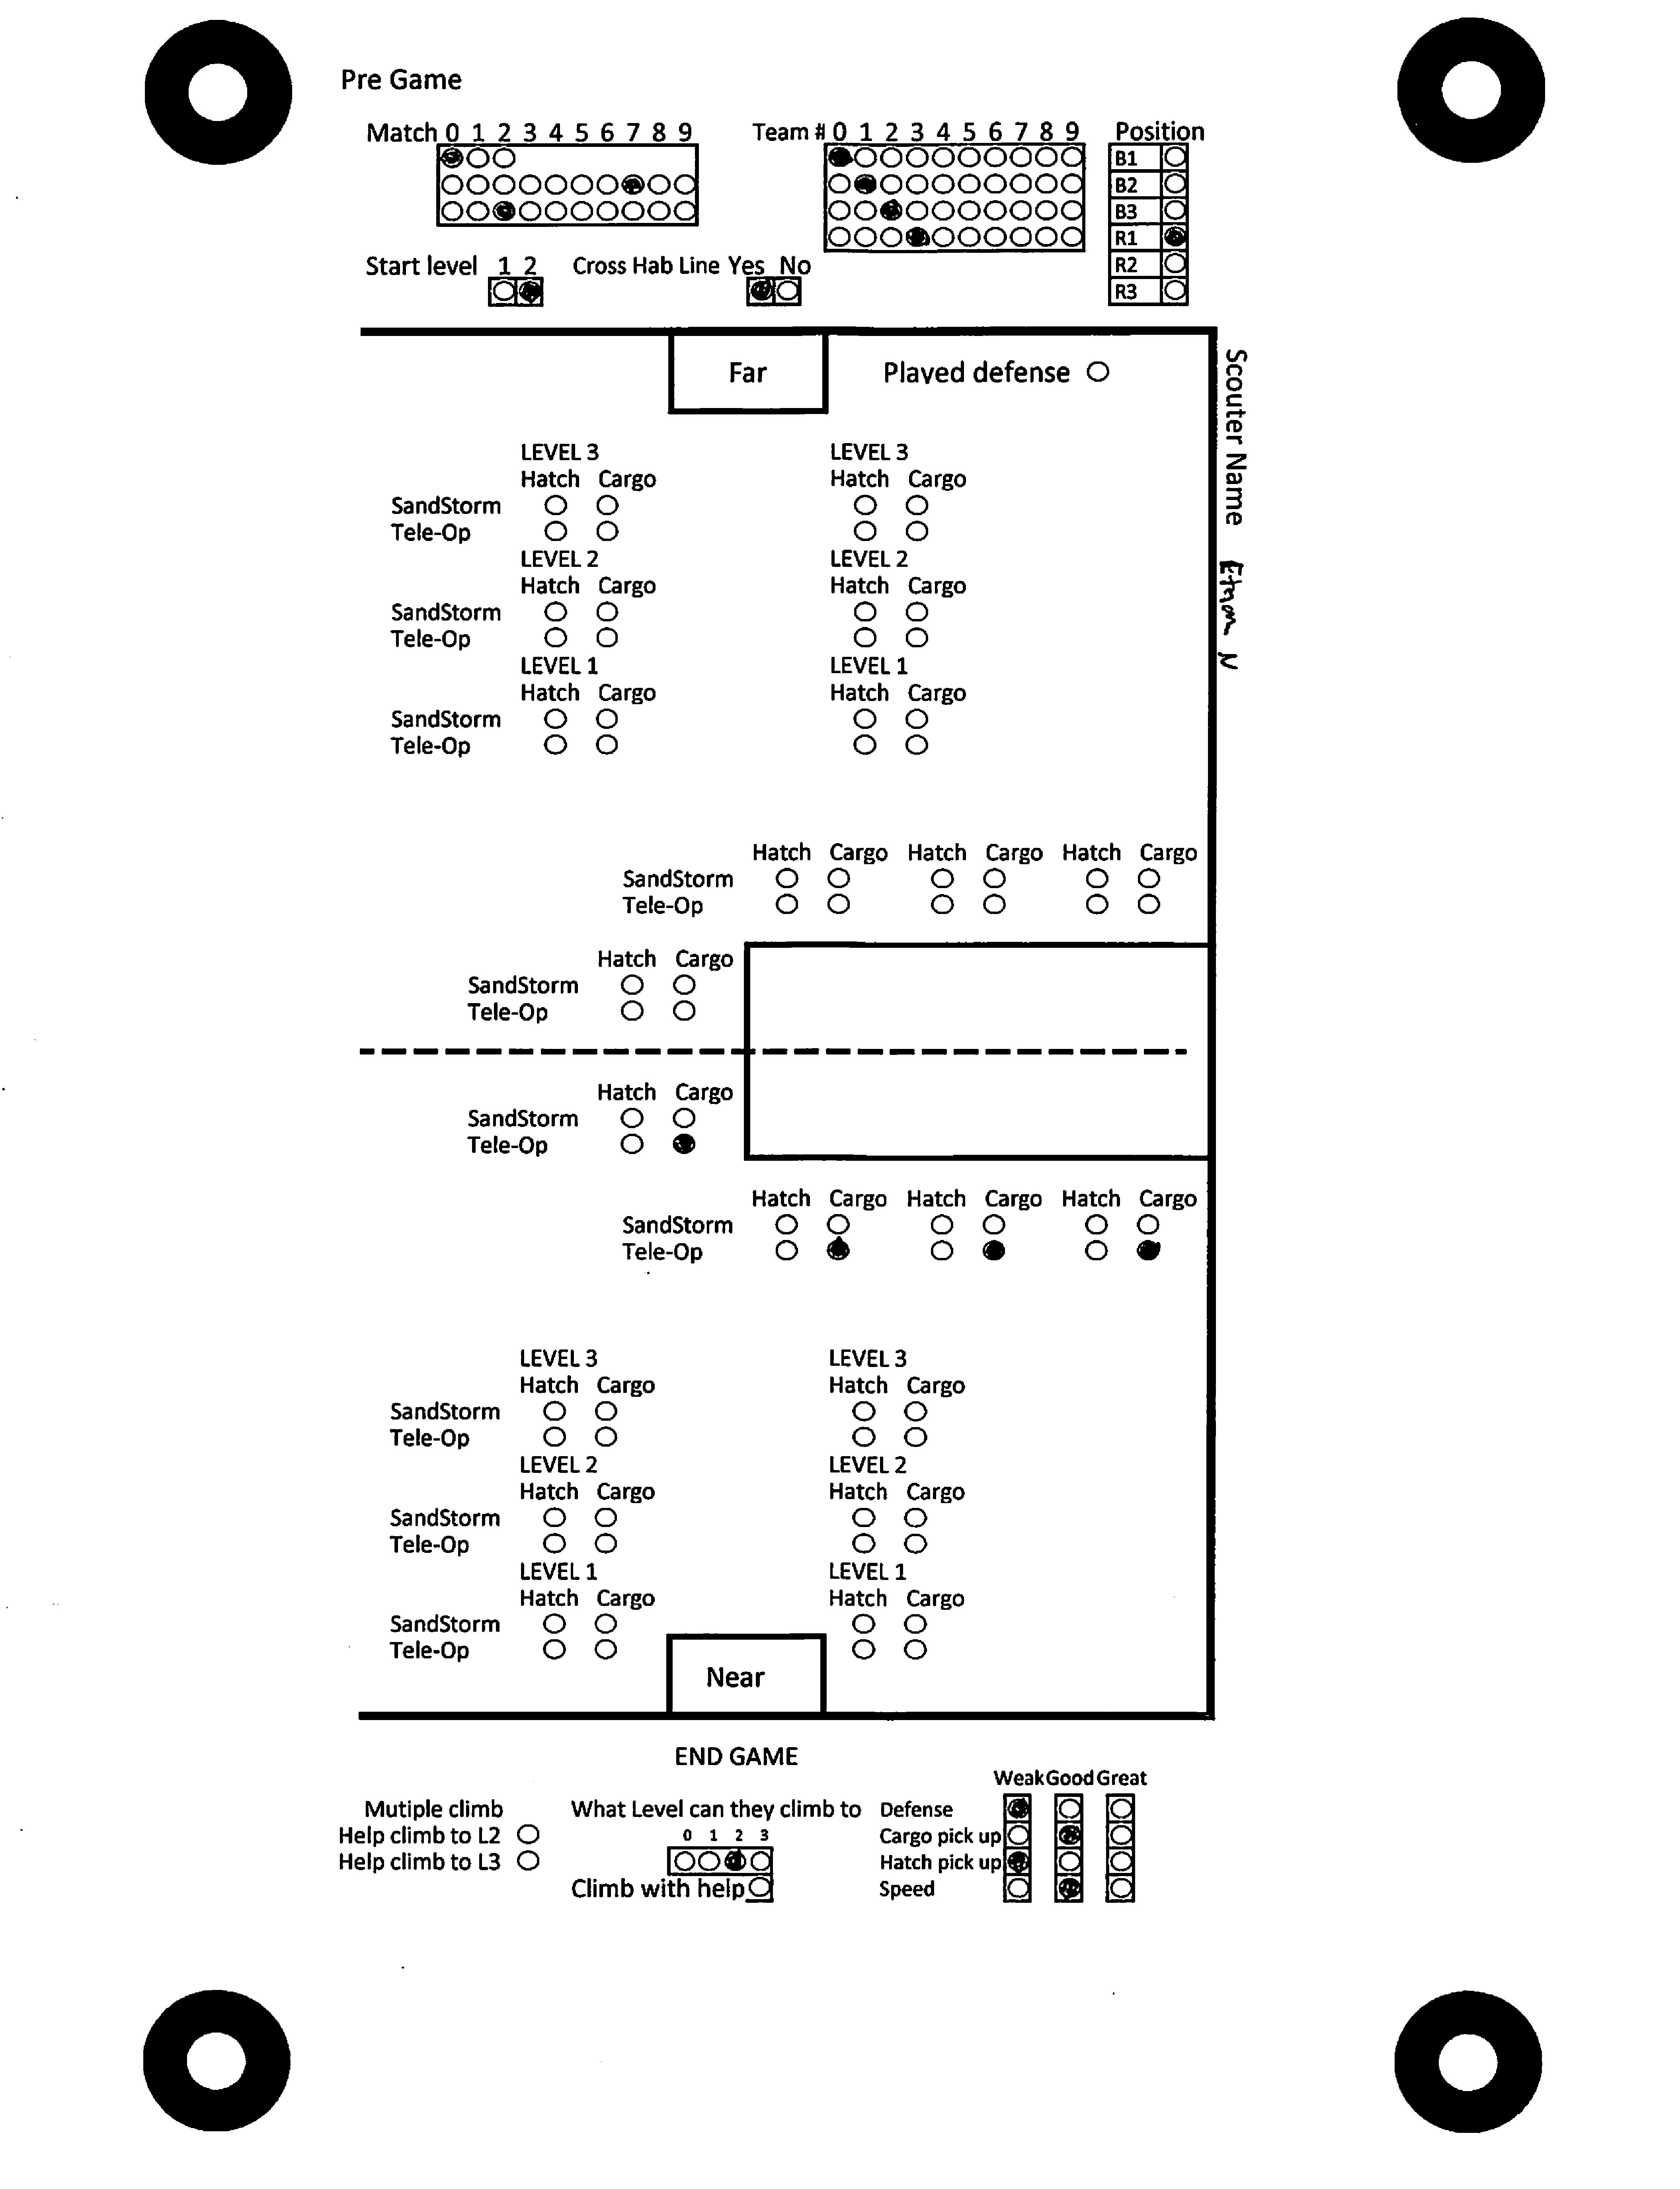 Pre Game
Match 0 1 2 3 4 5 6 7 8 9 Team # 0 1 2 3 4 5 6 7 8 9 Position
B1
B2
B3
R1
R2
R3
Start level 1 2 Cross Hab Line Yes No
Far Played defense
Scouter Name Ethan N
LEVEL 3 LEVEL 3
Hatch Cargo Hatch Cargo
SandStorm
Tele-Op
LEVEL 2 LEVEL 2
Hatch Cargo Hatch Cargo
SandStorm
Tele-Op
LEVEL 1 LEVEL 1
Hatch Cargo Hatch Cargo
SandStorm
Tele-Op
Hatch Cargo Hatch Cargo Hatch Cargo
SandStorm
Tele-Op
Hatch Cargo
SandStorm
Tele-Op
Hatch Cargo
SandStorm
Tele-Op
Hatch Cargo Hatch Cargo Hatch Cargo
SandStorm
Tele-Op
LEVEL 3 LEVEL 3
Hatch Cargo Hatch Cargo
SandStorm
Tele-Op
LEVEL 2 LEVEL 2
Hatch Cargo Hatch Cargo
SandStorm
Tele-Op
LEVEL 1 LEVEL 1
Hatch Cargo Hatch Cargo
SandStorm
Tele-Op
Near
END GAME
Weak Good Great
Mutiple climb What Level can they climb to Defense
Help climb to L2 0 1 2 3 Cargo pick up
Help climb to L3 Hatch pick up
Climb with help Speed